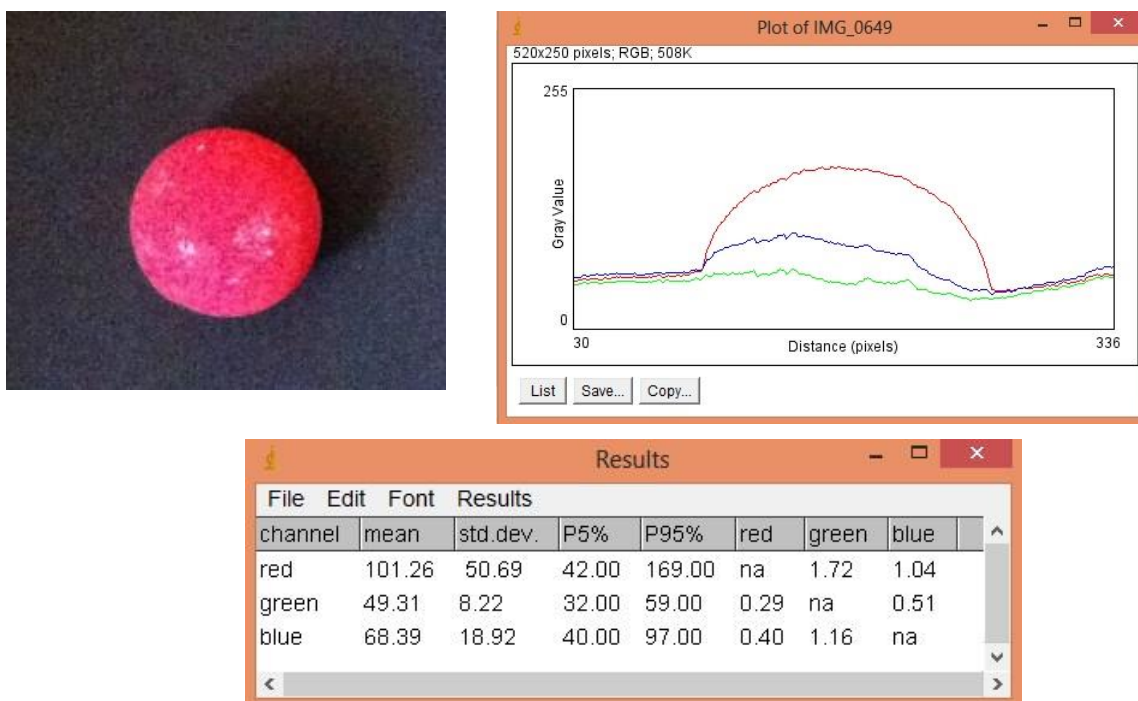 Plot of IMG_0649
520x250 pixels; RGB; 508K
255
Gray Value
0
30 Distance (pixels) 336
List Save... Copy...
Results
File Edit Font Results
channel mean std.dev. P5% P95% red green blue
red 101.26 50.69 42.00 169.00 na 1.72 1.04
green 49.31 8.22 32.00 59.00 0.29 na 0.51
blue 68.39 18.92 40.00 97.00 0.40 1.16 na